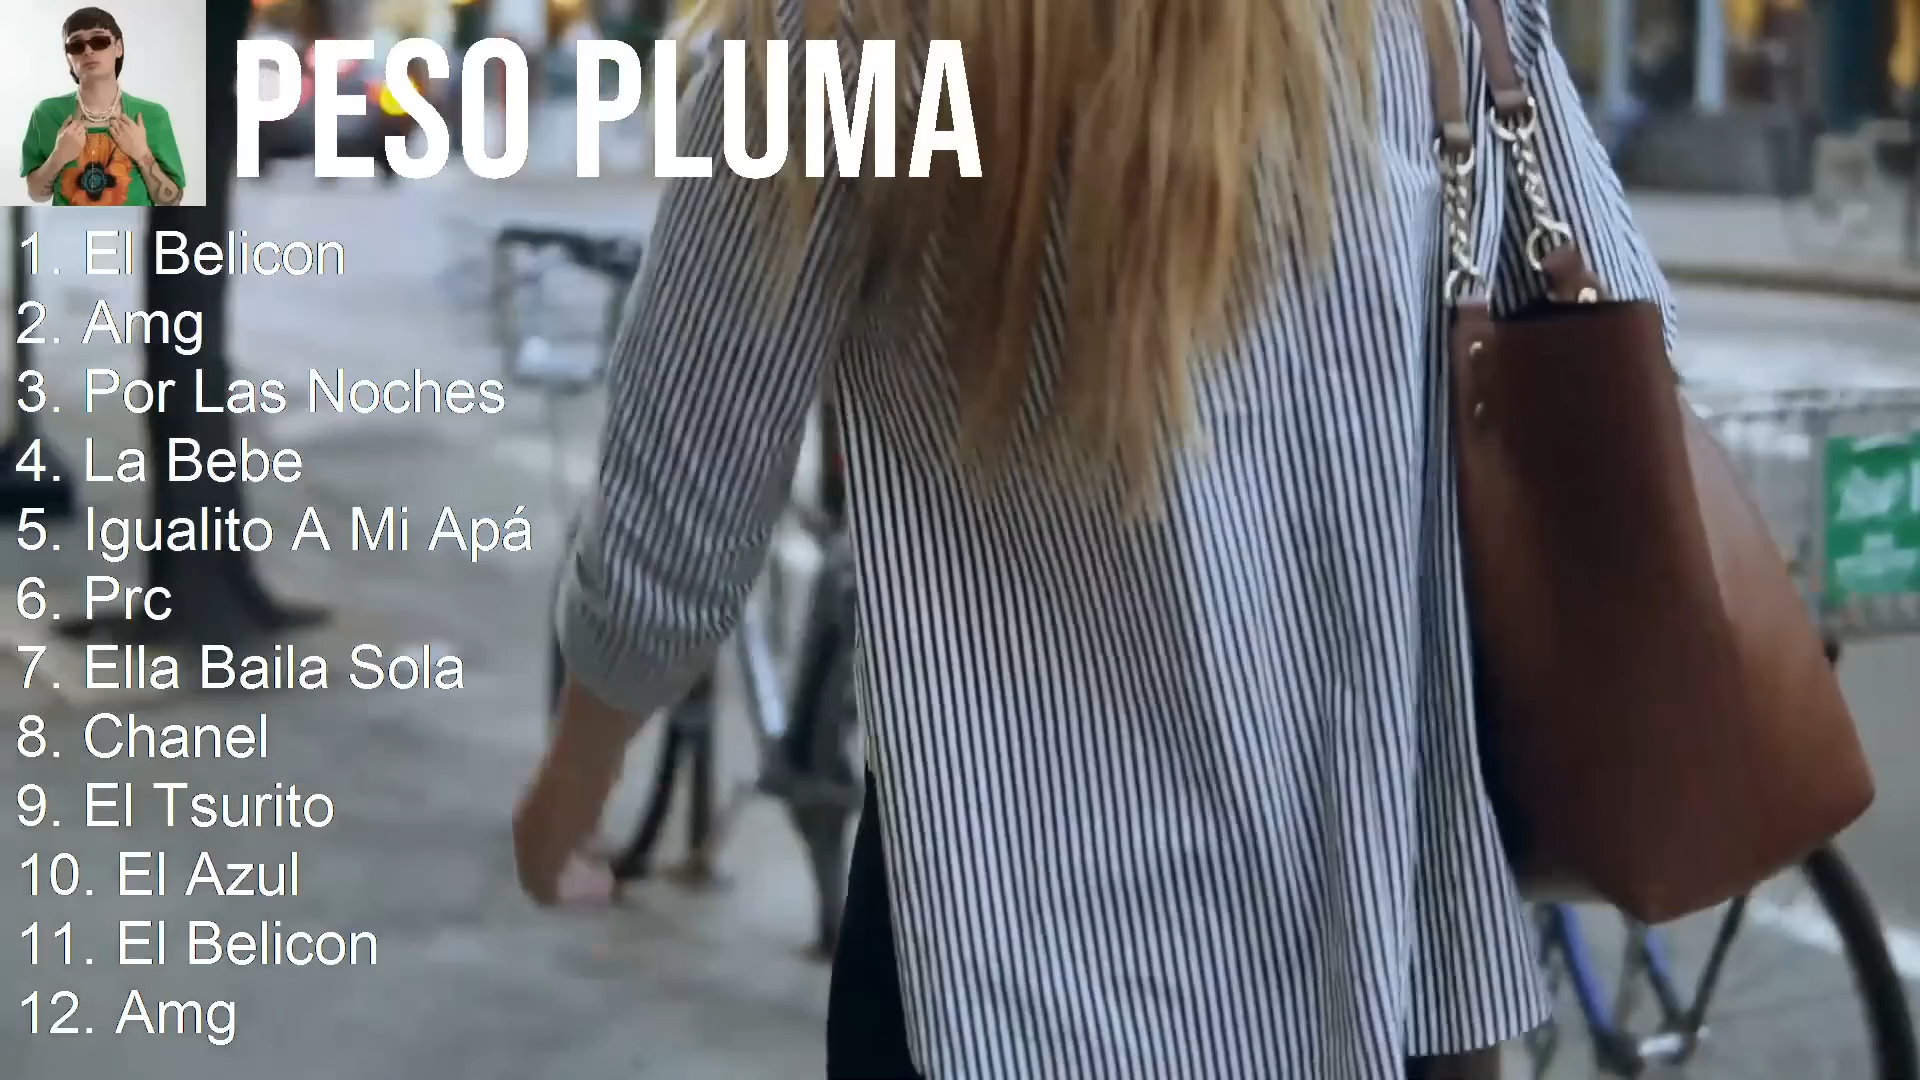 PESO PLUMA
1. El Belicon
2. Amg
3. Por Las Noches
4. La Bebe
5. Igualito A Mi Apá
6. Prc
7. Ella Baila Sola
8. Chanel
9. El Tsurito
10. El Azul
11. El Belicon
12. Amg